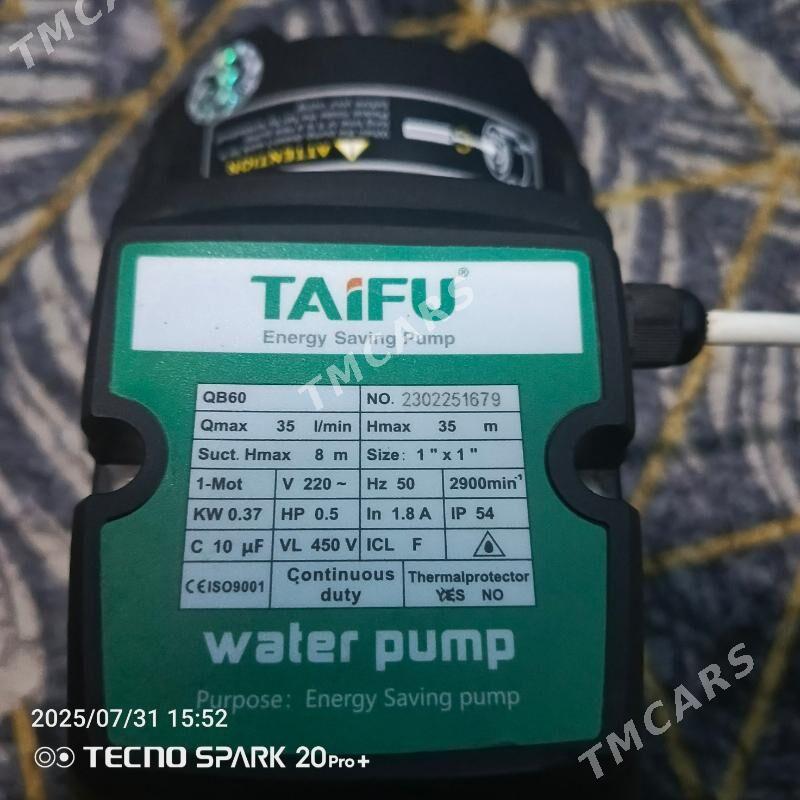 TMCARS
ATTENTION
TAiFU®
Energy Saving Pump
TMCARS
QB60 NO. 2302251679
Qmax 35 l/min Hmax 35 m
Suct. Hmax 8 m Size: 1 " x 1 "
1-Mot V 220 ~ Hz 50 2900min⁻¹
KW 0.37 HP 0.5 In 1.8 A IP 54
C 10 µF VL 450 V ICL F
CE ISO9001 Continuous duty Thermalprotector YES NO
water pump
Purpose: Energy Saving pump
TMCARS
2025/07/31 15:52
TECNO SPARK 20Pro+